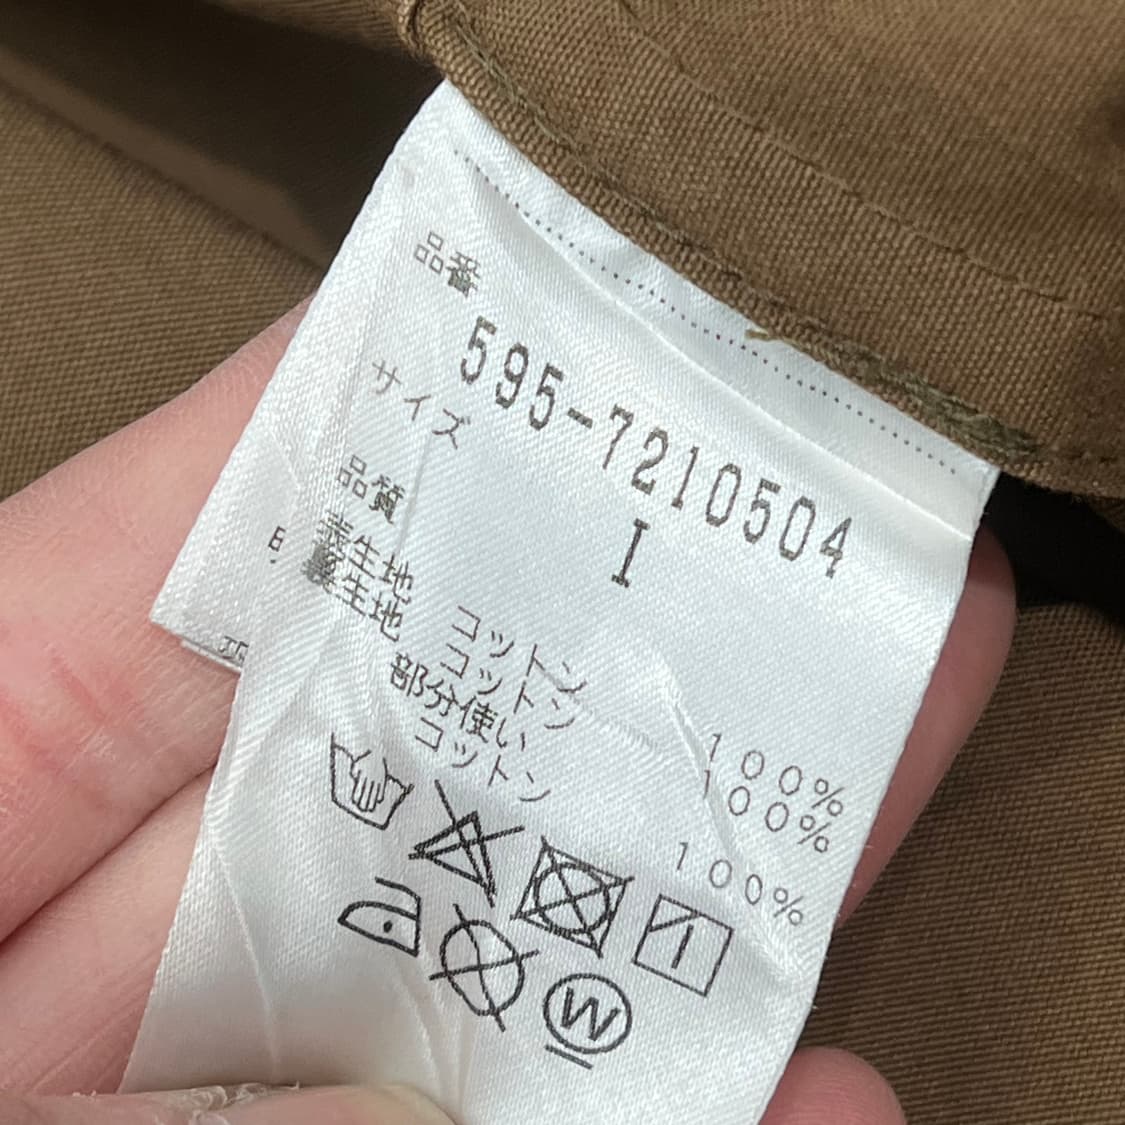 品番
595-7210504
サイズ
I
品質
表生地 コットン 100%
裏生地 コットン 100%
部分使い
コットン 100%
W